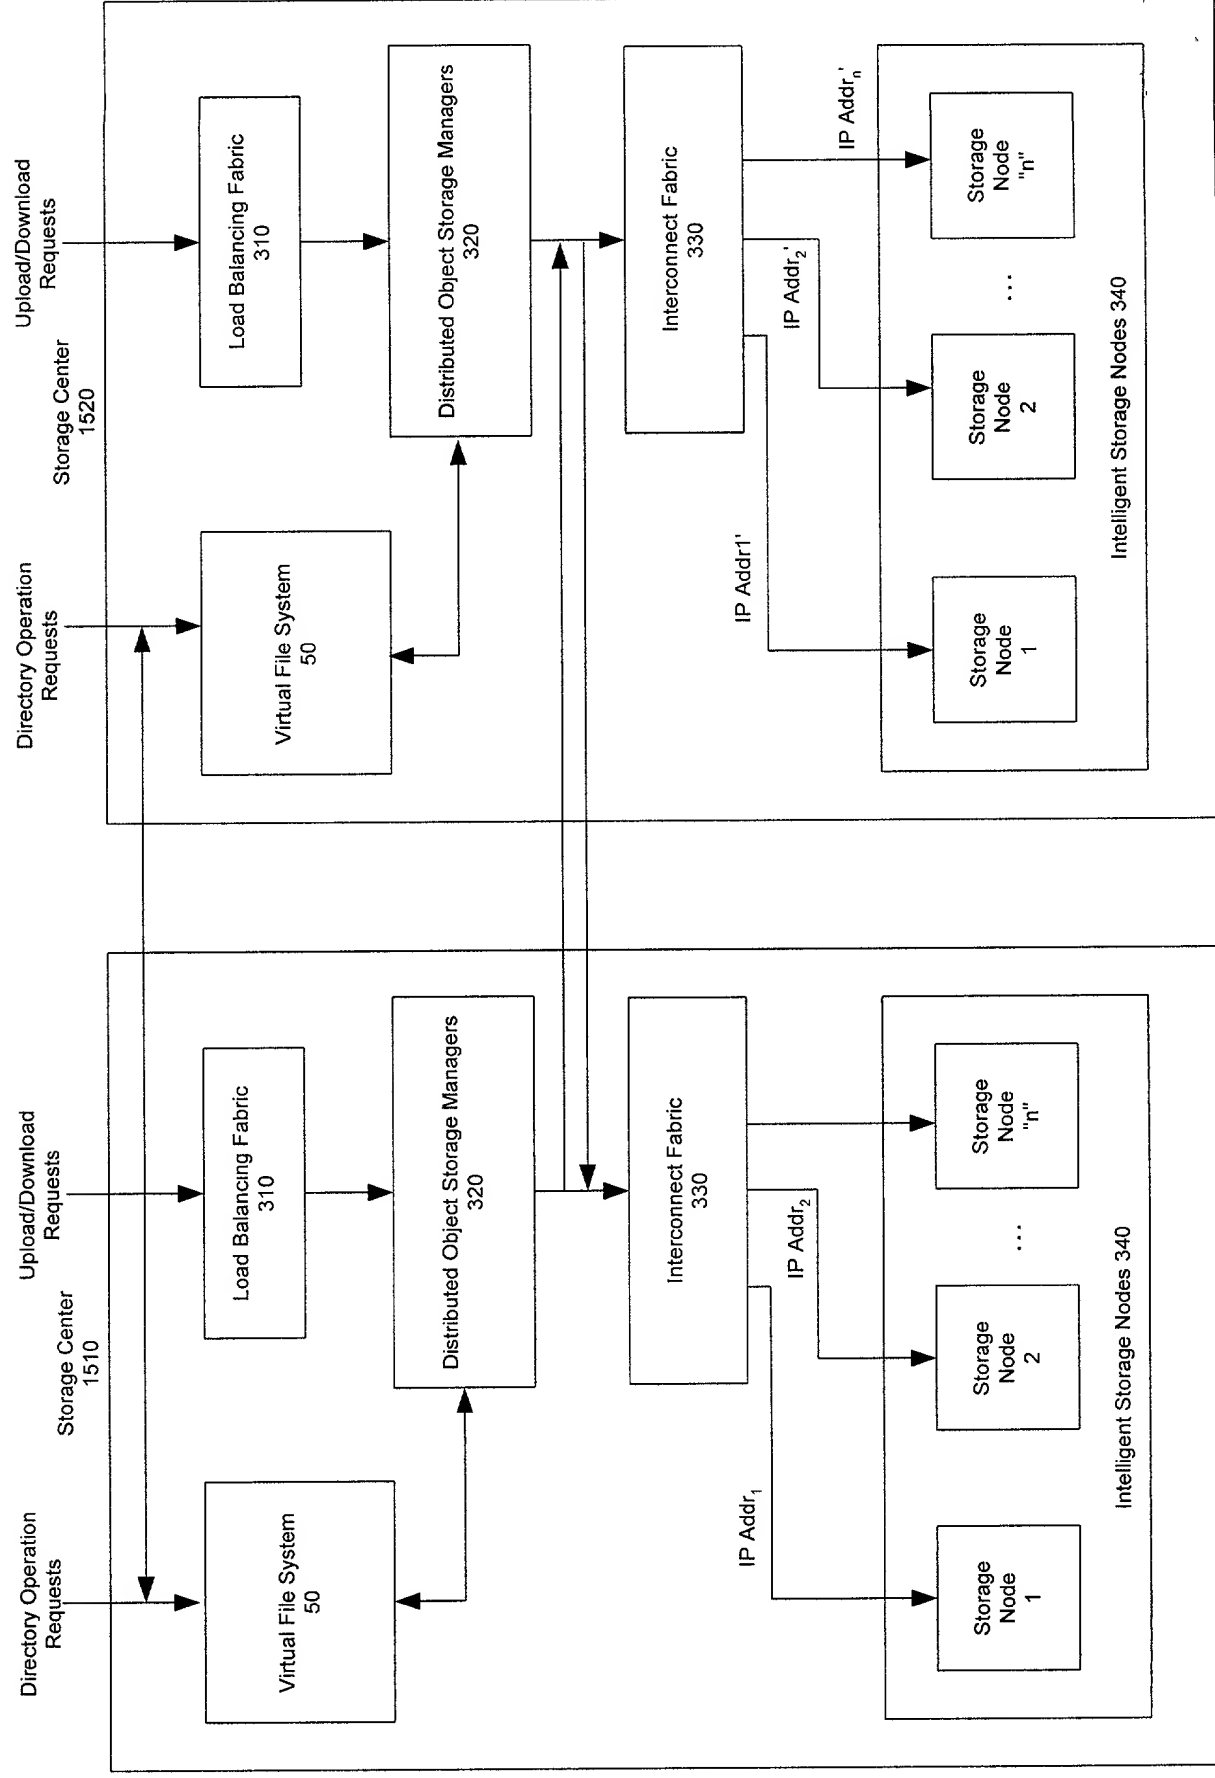 Directory Operation
Requests
Storage Center
1510
Upload/Download
Requests
Virtual File System
50
Load Balancing Fabric
310
Distributed Object Storage Managers
320
Interconnect Fabric
330
IP Addr₁
IP Addr₂
Storage
Node
1
Storage
Node
2
...
Storage
Node
"n"
Intelligent Storage Nodes 340
Directory Operation
Requests
Storage Center
1520
Upload/Download
Requests
Virtual File System
50
Load Balancing Fabric
310
Distributed Object Storage Managers
320
Interconnect Fabric
330
IP Addr1'
IP Addr₂'
IP Addrₙ'
Storage
Node
1
Storage
Node
2
...
Storage
Node
"n"
Intelligent Storage Nodes 340